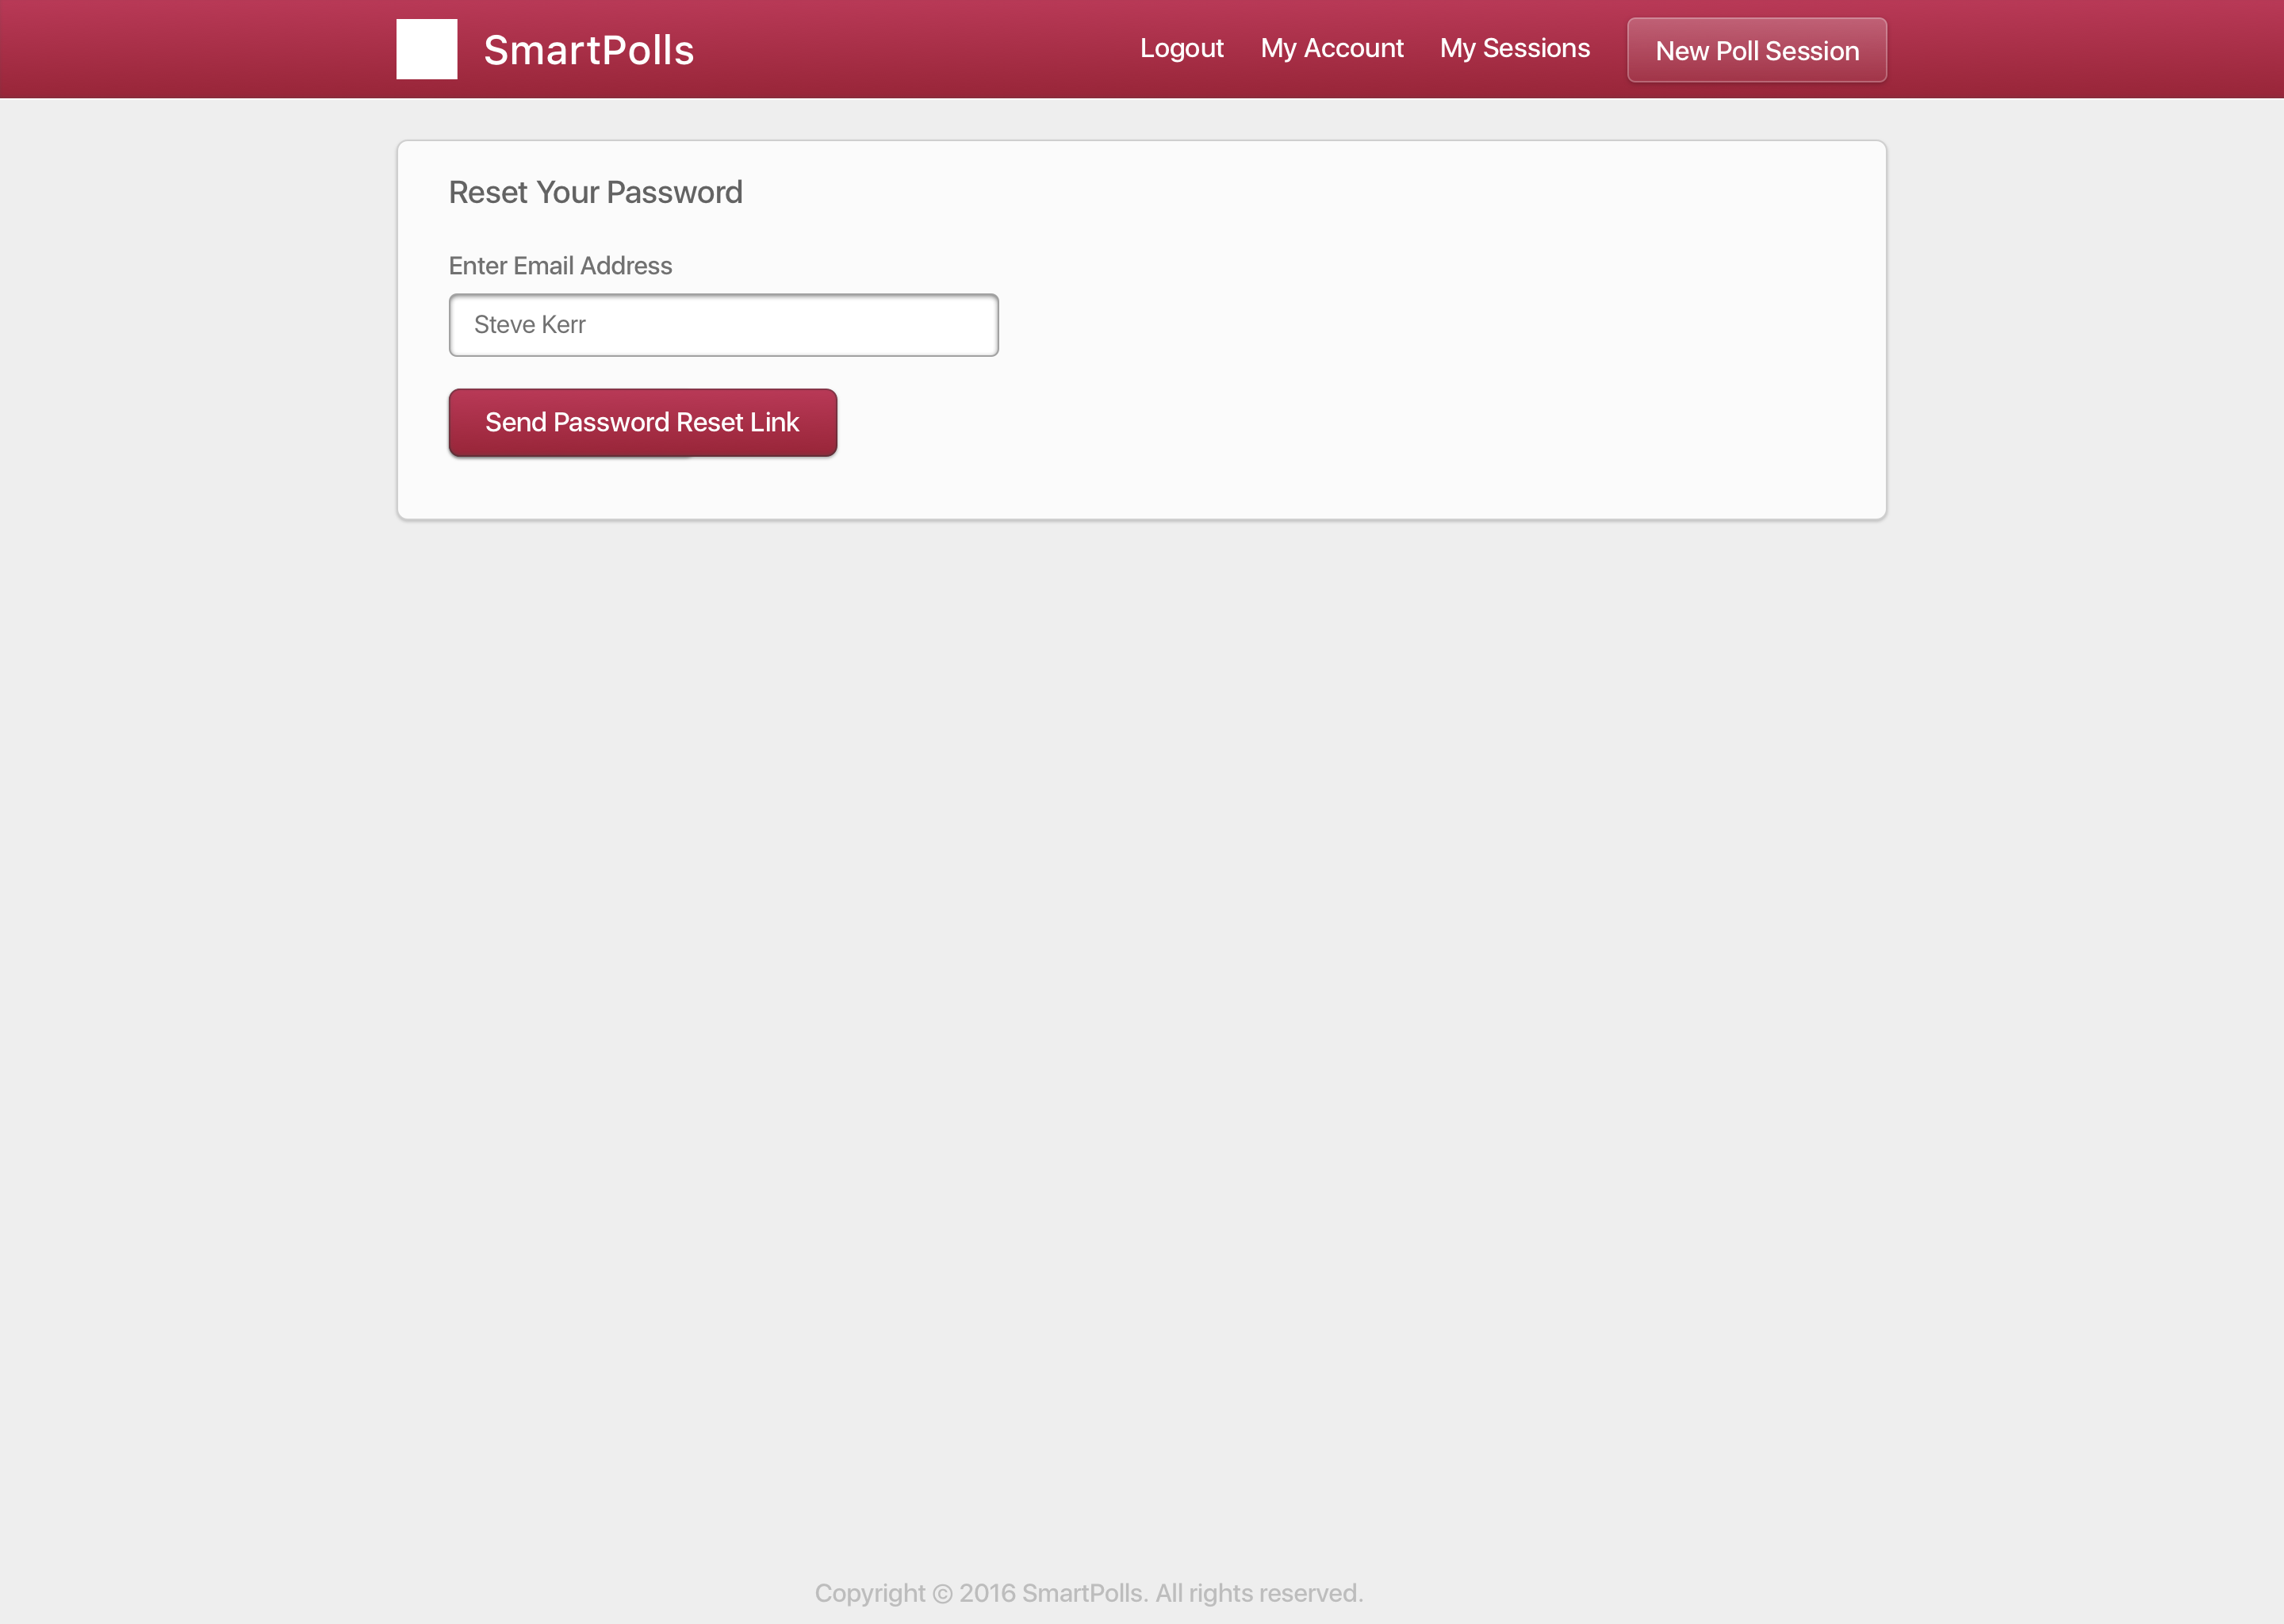 SmartPolls
Logout My Account My Sessions New Poll Session
Reset Your Password
Enter Email Address
Steve Kerr
Send Password Reset Link
Copyright © 2016 SmartPolls. All rights reserved.